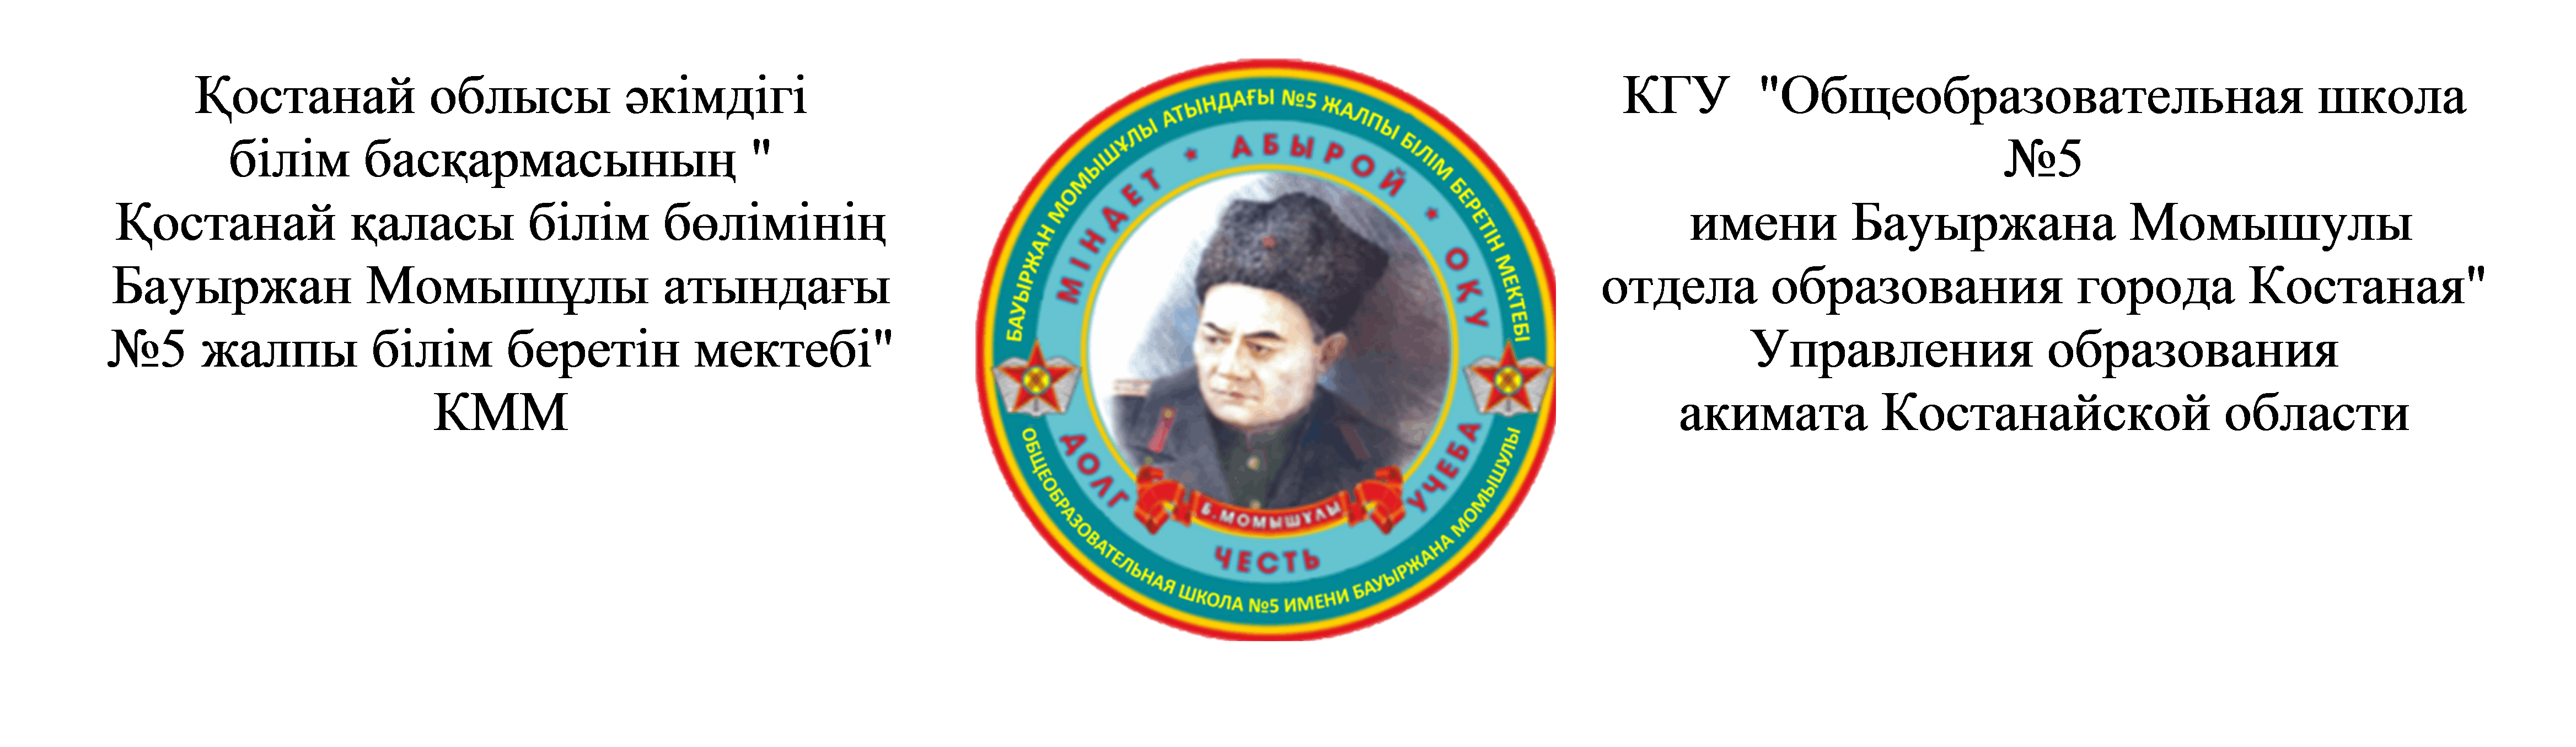 Қостанай облысы әкімдігі
білім басқармасының "
Қостанай қаласы білім бөлімінің
Бауыржан Момышұлы атындағы
№5 жалпы білім беретін мектебі"
КММ
БАУЫРЖАН МОМЫШҰЛЫ АТЫНДАҒЫ №5 ЖАЛПЫ БІЛІМ БЕРЕТІН МЕКТЕБІ
МІНДЕТ * АБЫРОЙ * ОҚУ
Б.МОМЫШҰЛЫ
ДОЛГ ЧЕСТЬ УЧЕБА
ОБЩЕОБРАЗОВАТЕЛЬНАЯ ШКОЛА №5 ИМЕНИ БАУЫРЖАНА МОМЫШУЛЫ
КГУ  "Общеобразовательная школа
№5
имени Бауыржана Момышулы
отдела образования города Костаная"
Управления образования
акимата Костанайской области